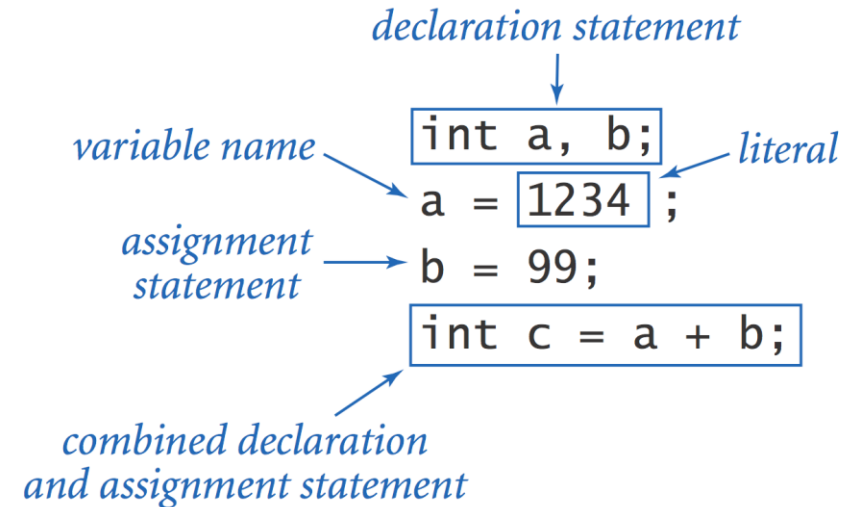 declaration statement
int a, b;
variable name
literal
a = 1234 ;
assignment
statement
b = 99;
int c = a + b;
combined declaration
and assignment statement